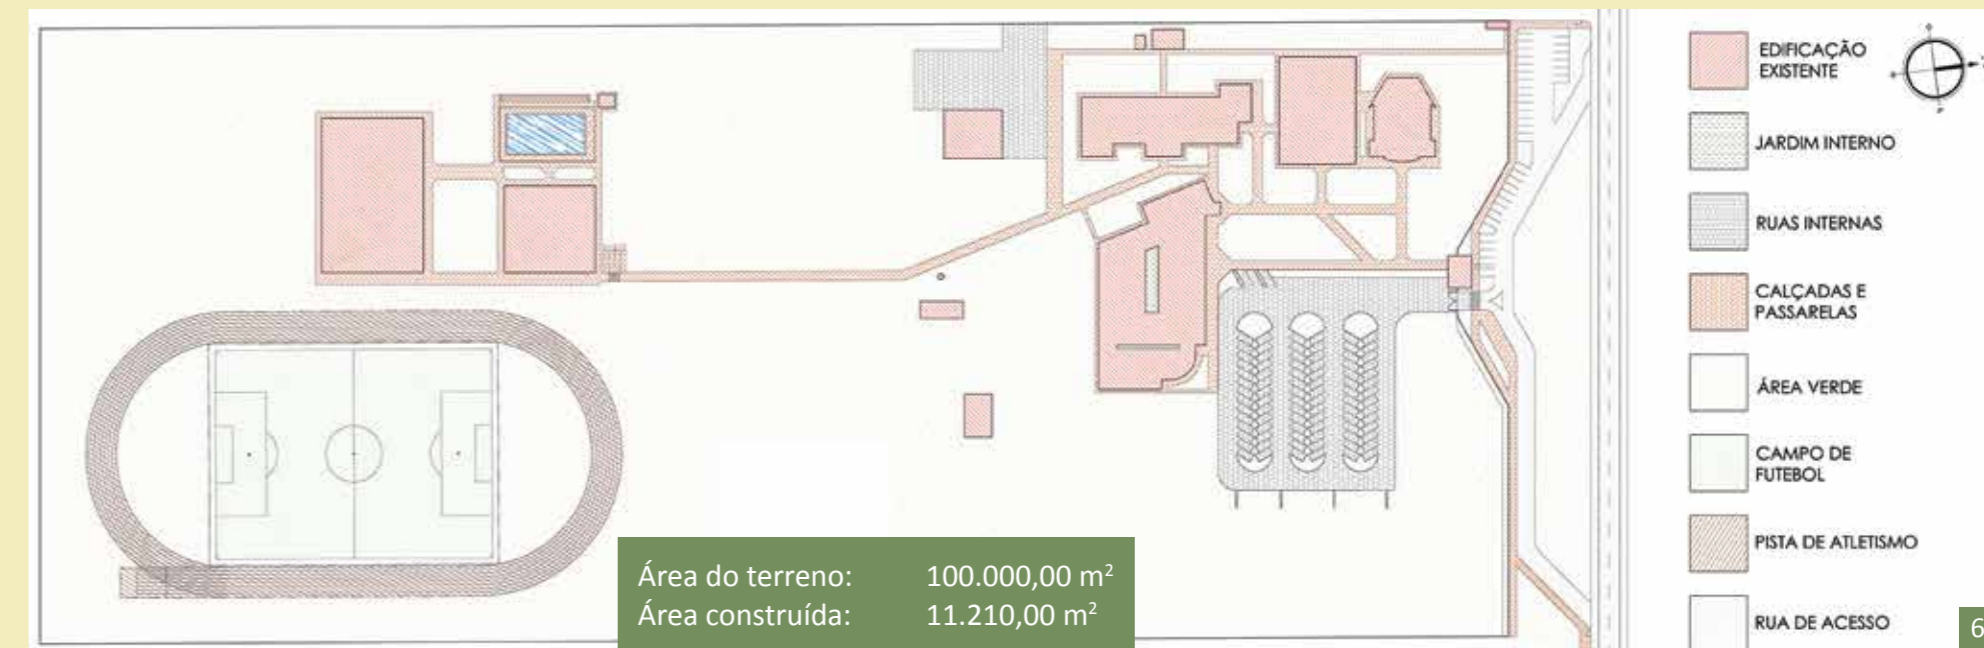 EDIFICAÇÃO
EXISTENTE
JARDIM INTERNO
RUAS INTERNAS
CALÇADAS E
PASSARELAS
ÁREA VERDE
CAMPO DE
FUTEBOL
PISTA DE ATLETISMO
RUA DE ACESSO
Área do terreno: 100.000,00 m²
Área construída: 11.210,00 m²
6